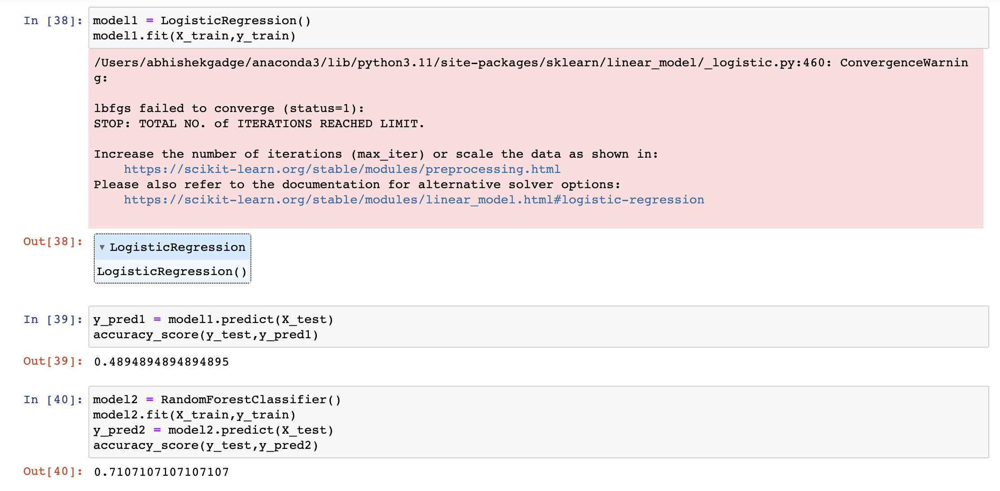 In [38]: model1 = LogisticRegression()
model1.fit(X_train,y_train)
/Users/abhishekgadge/anaconda3/lib/python3.11/site-packages/sklearn/linear_model/_logistic.py:460: ConvergenceWarnin
g:
lbfgs failed to converge (status=1):
STOP: TOTAL NO. of ITERATIONS REACHED LIMIT.
Increase the number of iterations (max_iter) or scale the data as shown in:
https://scikit-learn.org/stable/modules/preprocessing.html
Please also refer to the documentation for alternative solver options:
https://scikit-learn.org/stable/modules/linear_model.html#logistic-regression
Out[38]: ▼ LogisticRegression
LogisticRegression()
In [39]: y_pred1 = model1.predict(X_test)
accuracy_score(y_test,y_pred1)
Out[39]: 0.4894894894894895
In [40]: model2 = RandomForestClassifier()
model2.fit(X_train,y_train)
y_pred2 = model2.predict(X_test)
accuracy_score(y_test,y_pred2)
Out[40]: 0.7107107107107107